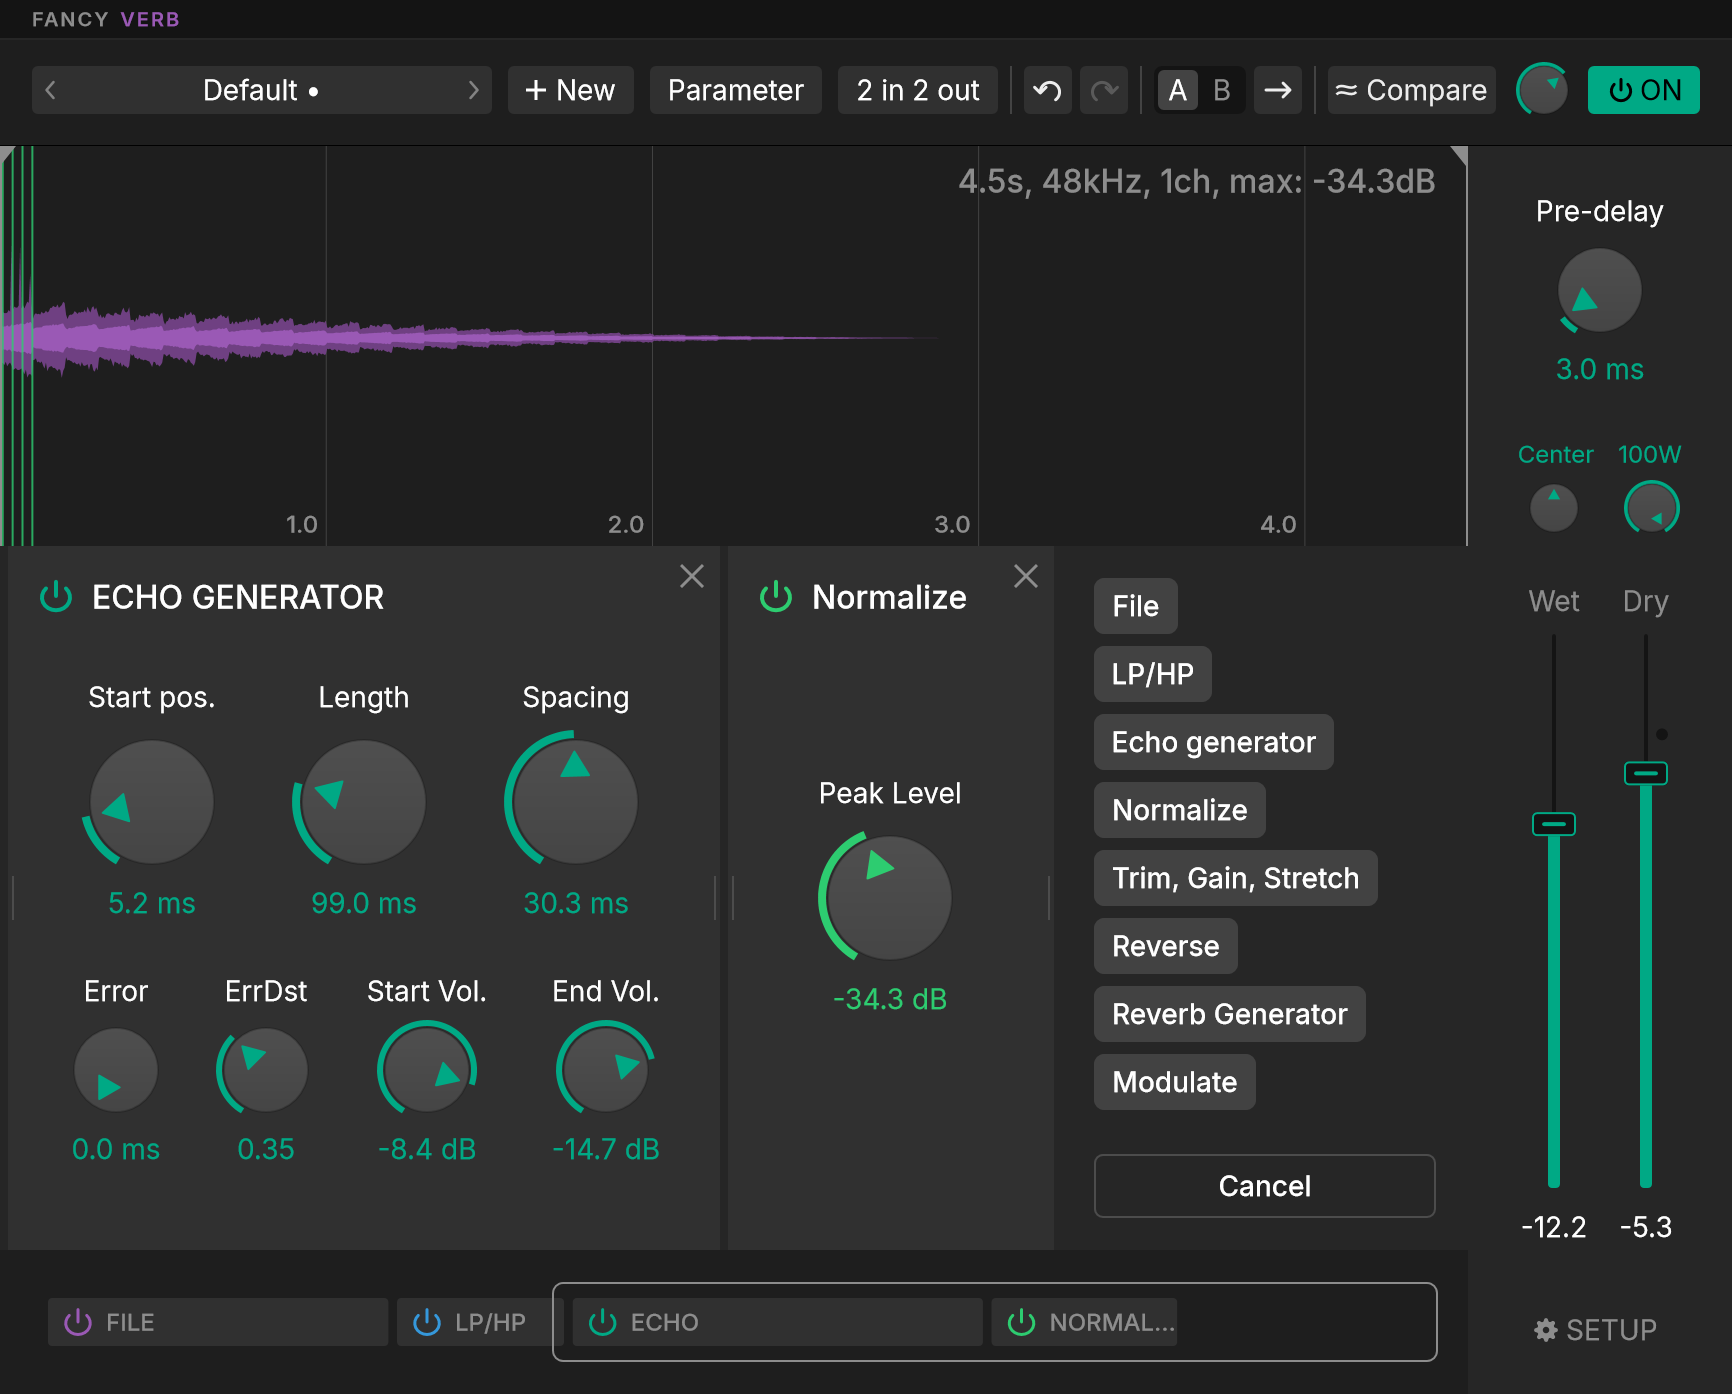 FANCY VERB
Default •
+ New
Parameter
2 in 2 out
A B
≈ Compare
ON
4.5s, 48kHz, 1ch, max: -34.3dB
1.0 2.0 3.0 4.0
Pre-delay
3.0 ms
Center 100W
Wet Dry
-12.2 -5.3
ECHO GENERATOR
Start pos. Length Spacing
5.2 ms 99.0 ms 30.3 ms
Error ErrDst Start Vol. End Vol.
0.0 ms 0.35 -8.4 dB -14.7 dB
Normalize
Peak Level
-34.3 dB
File
LP/HP
Echo generator
Normalize
Trim, Gain, Stretch
Reverse
Reverb Generator
Modulate
Cancel
FILE
LP/HP
ECHO
NORMAL...
SETUP